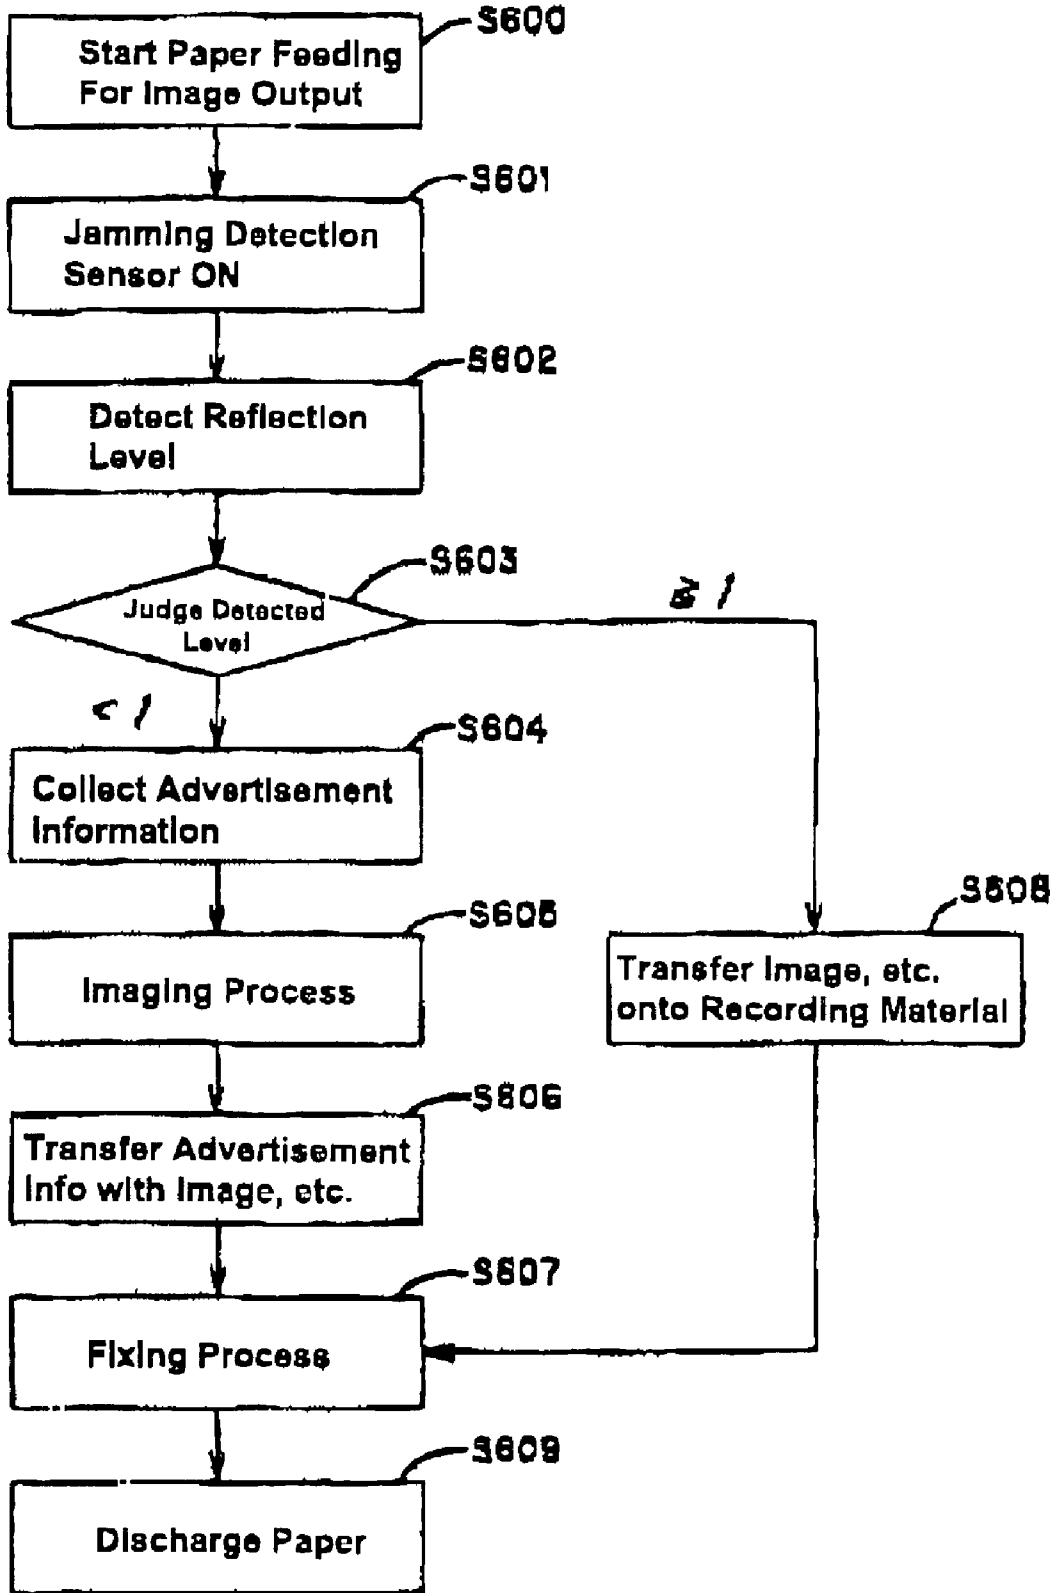 S600
Start Paper Feeding
For Image Output
S601
Jamming Detection
Sensor ON
S602
Detect Reflection
Level
S603
Judge Detected
Level
≧ 1
< 1
S604
Collect Advertisement
Information
S605
Imaging Process
S608
Transfer Image, etc.
onto Recording Material
S606
Transfer Advertisement
Info with Image, etc.
S607
Fixing Process
S609
Discharge Paper